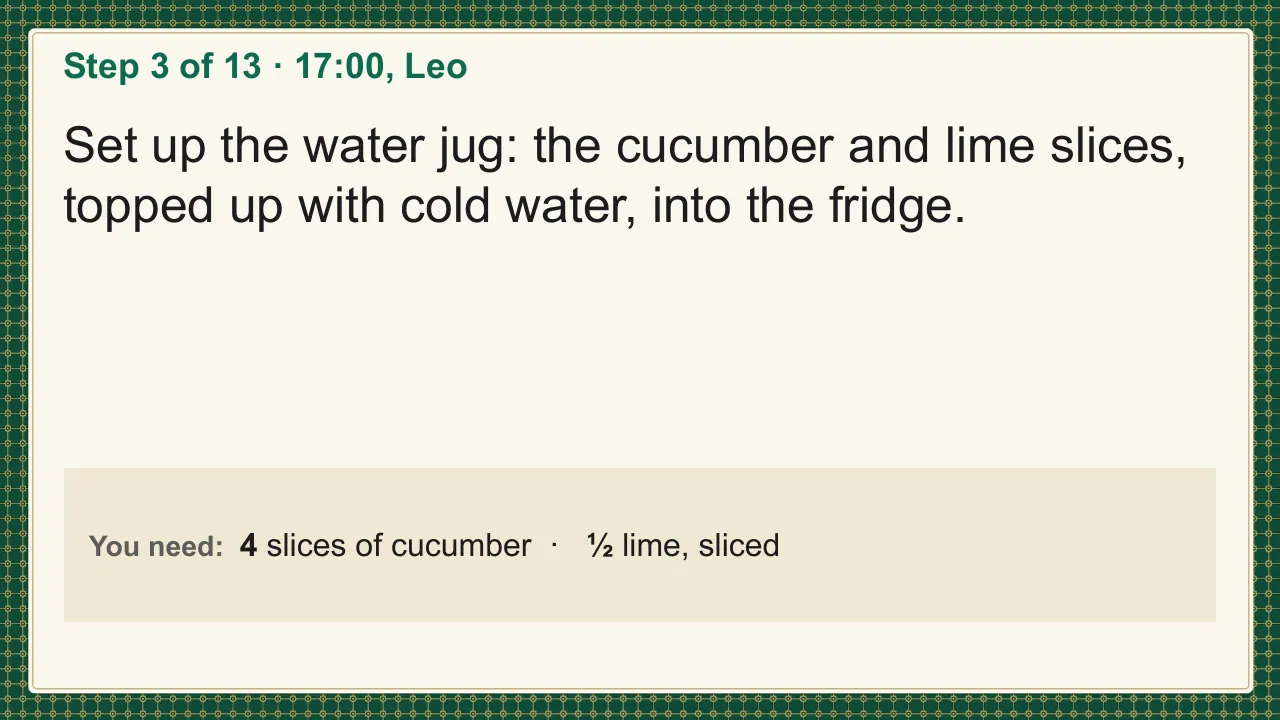 Step 3 of 13 · 17:00, Leo
Set up the water jug: the cucumber and lime slices,
topped up with cold water, into the fridge.
You need: 4 slices of cucumber · ½ lime, sliced